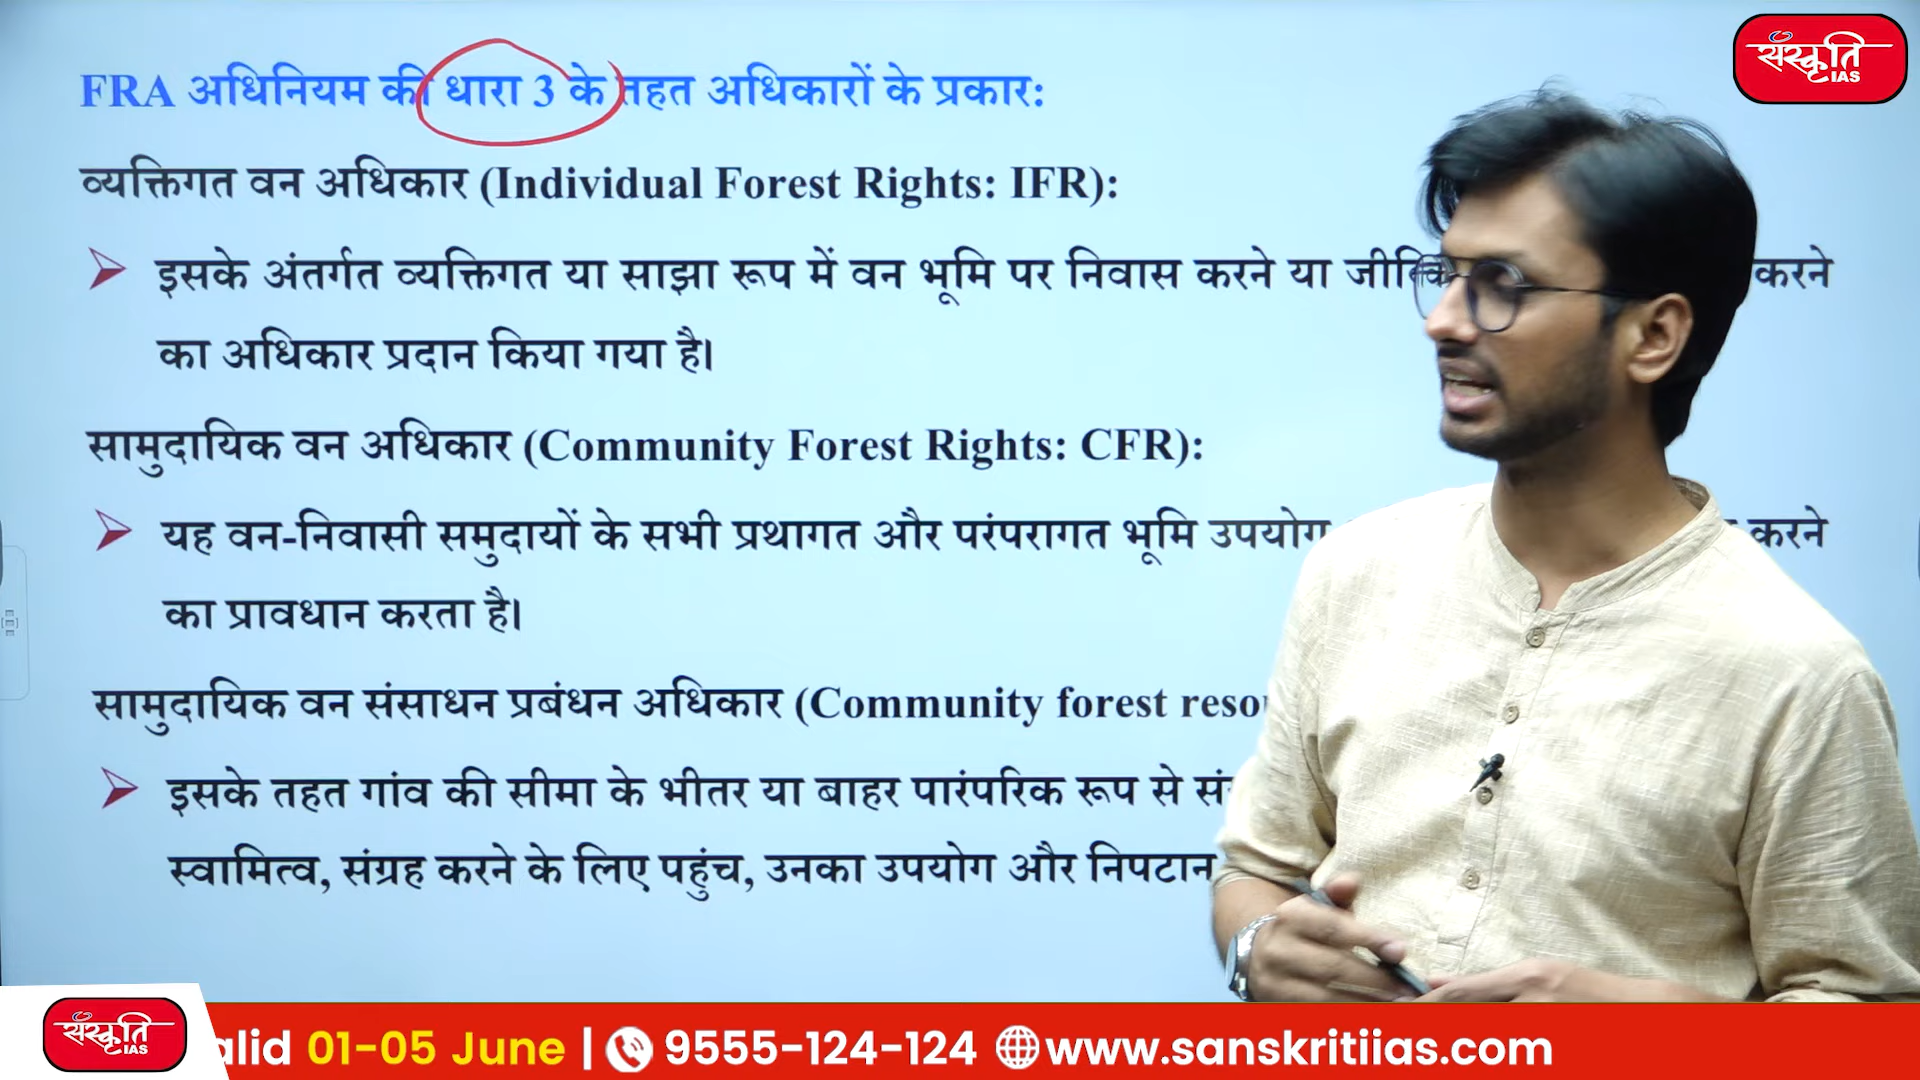 संस्कृति
IAS
FRA अधिनियम की धारा 3 के तहत अधिकारों के प्रकार:
व्यक्तिगत वन अधिकार (Individual Forest Rights: IFR):
इसके अंतर्गत व्यक्तिगत या साझा रूप में वन भूमि पर निवास करने या करने
का अधिकार प्रदान किया गया है।
सामुदायिक वन अधिकार (Community Forest Rights: CFR):
यह वन-निवासी समुदायों के सभी प्रथागत और परंपरागत भूमि उपयोग करने
का प्रावधान करता है।
सामुदायिक वन संसाधन प्रबंधन अधिकार (Community forest
इसके तहत गांव की सीमा के भीतर या बाहर पारंपरिक रूप से
स्वामित्व, संग्रह करने के लिए पहुंच, उनका उपयोग और निपटान
संस्कृति
IAS
alid 01-05 June | 9555-124-124 www.sanskritiias.com